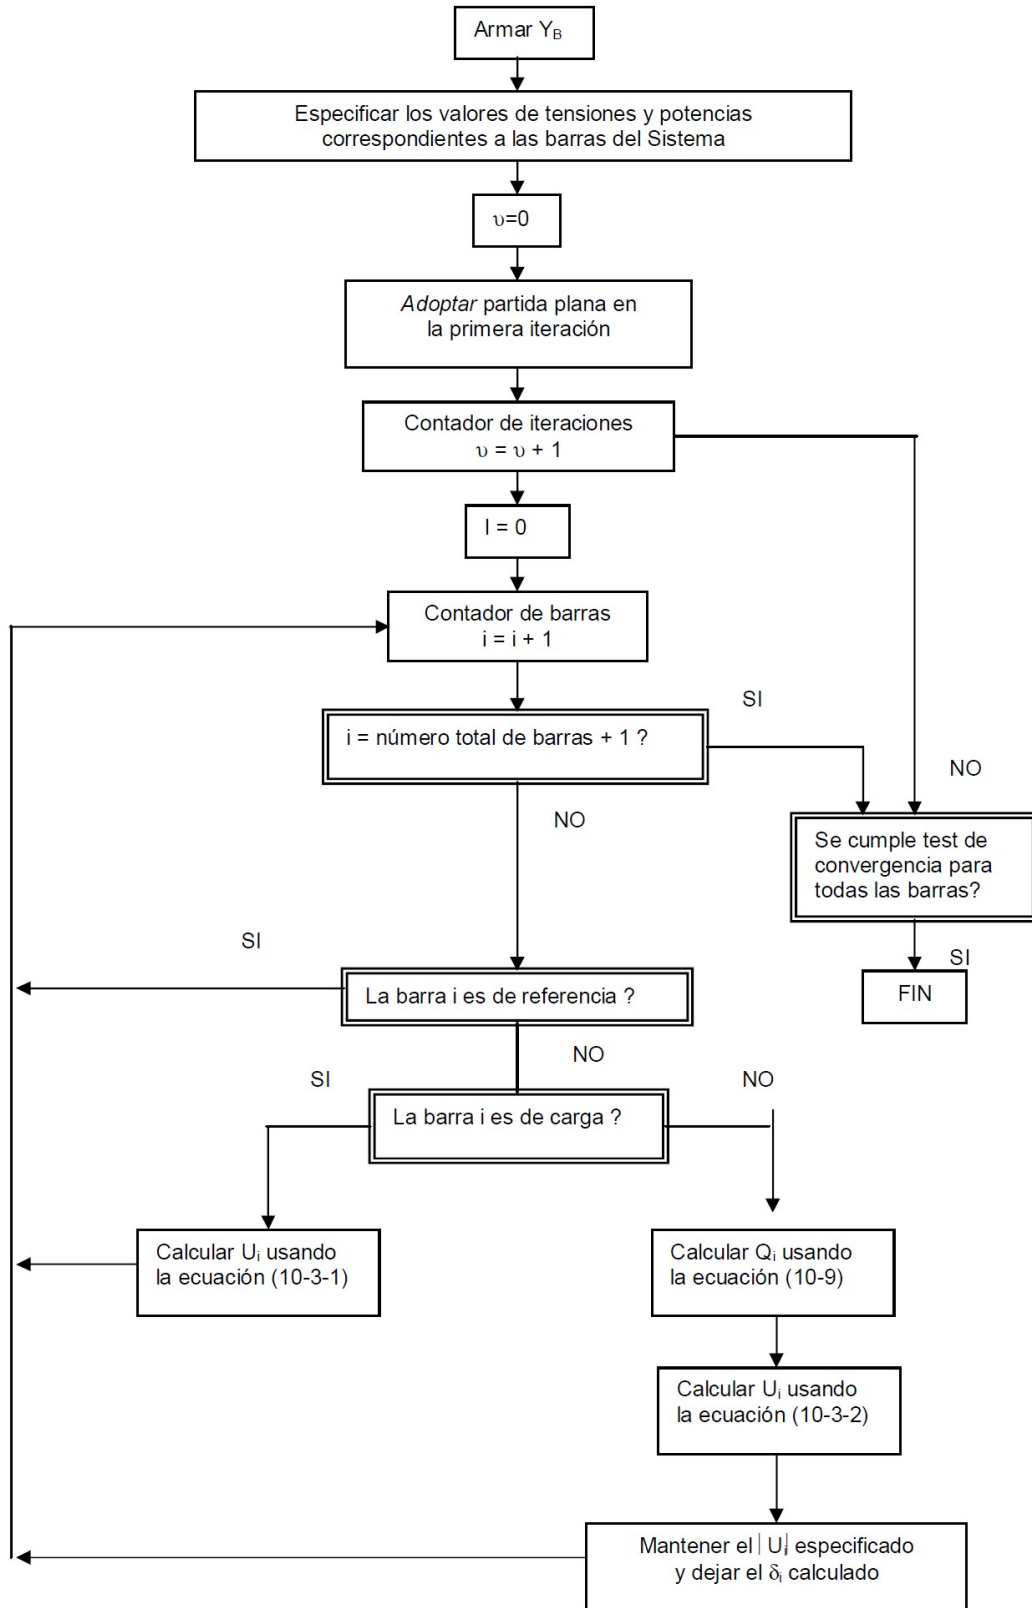 Armar Y_B
Especificar los valores de tensiones y potencias
correspondientes a las barras del Sistema
υ=0
Adoptar partida plana en
la primera iteración
Contador de iteraciones
υ = υ + 1
I = 0
Contador de barras
i = i + 1
SI
i = número total de barras + 1 ?
NO
NO
Se cumple test de
convergencia para
todas las barras?
SI
SI
La barra i es de referencia ?
FIN
NO
SI
NO
La barra i es de carga ?
Calcular Uᵢ usando
la ecuación (10-3-1)
Calcular Qᵢ usando
la ecuación (10-9)
Calcular Uᵢ usando
la ecuación (10-3-2)
Mantener el |Uᵢ| especificado
y dejar el δᵢ calculado